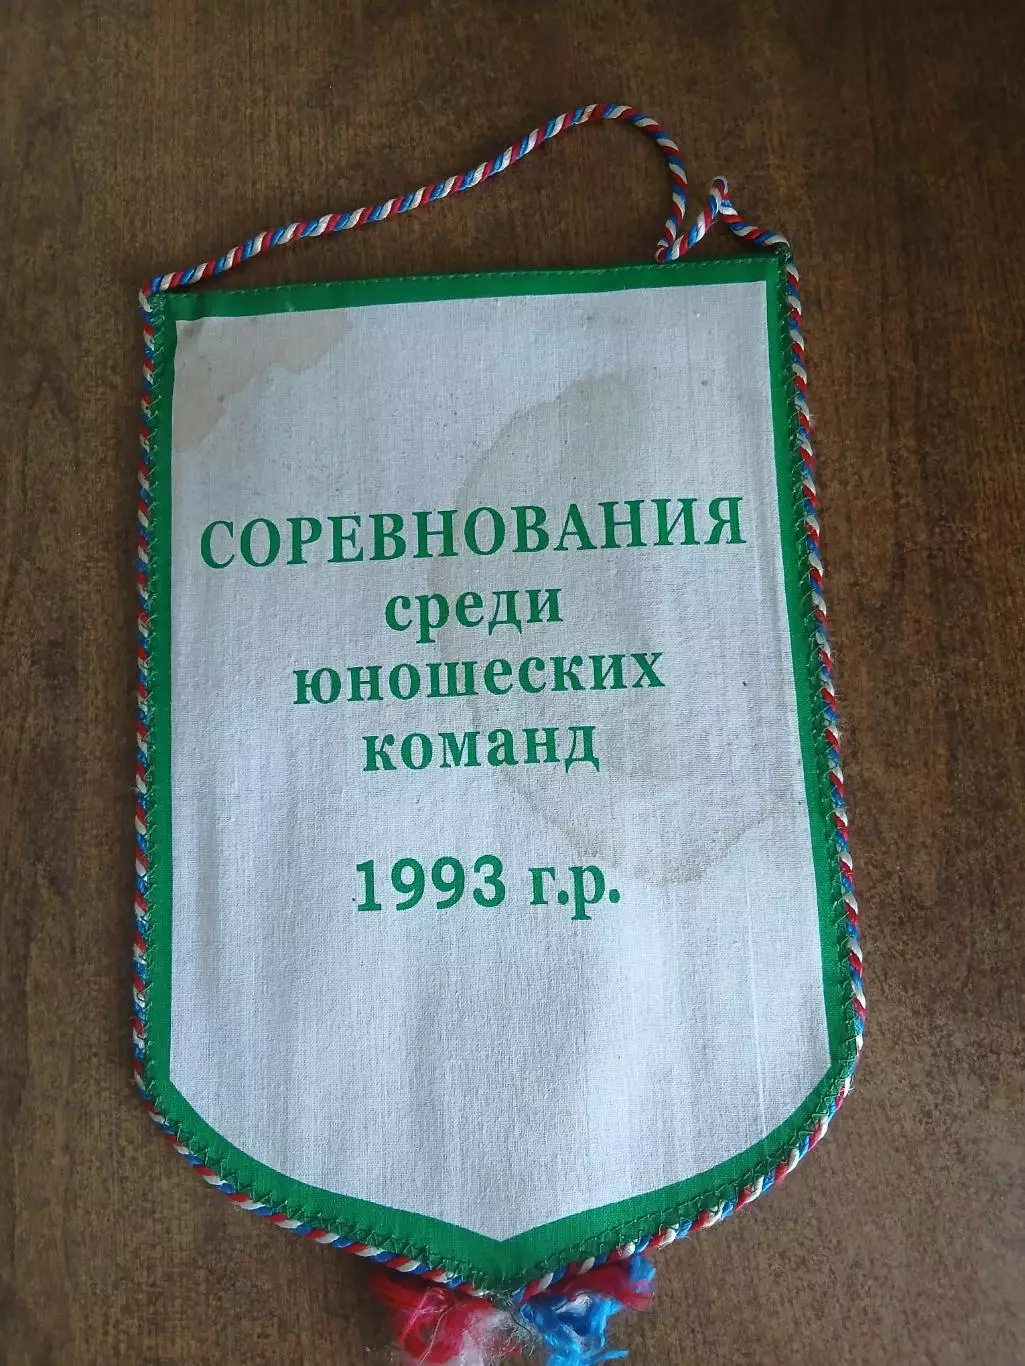 СОРЕВНОВАНИЯ
среди
юношеских
команд
1993 г.р.